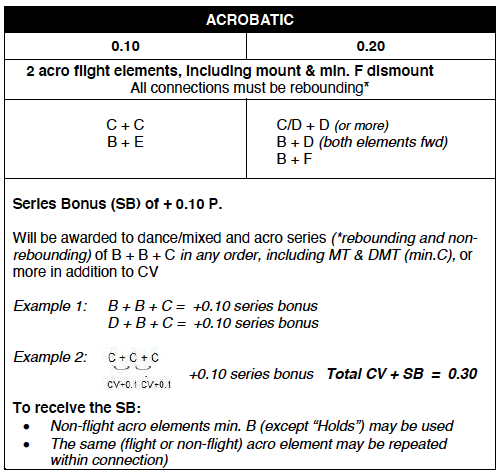 ACROBATIC
0.10 0.20
2 acro flight elements, including mount & min. F dismount
All connections must be rebounding*
C + C C/D + D (or more)
B + E B + D (both elements fwd)
B + F
Series Bonus (SB) of + 0.10 P.
Will be awarded to dance/mixed and acro series (*rebounding and non-
rebounding) of B + B + C in any order, including MT & DMT (min.C), or
more in addition to CV
Example 1: B + B + C = +0.10 series bonus
D + B + C = +0.10 series bonus
Example 2: C + C + C
+0.10 series bonus Total CV + SB = 0.30
CV+0.1 CV+0.1
To receive the SB:
• Non-flight acro elements min. B (except “Holds”) may be used
• The same (flight or non-flight) acro element may be repeated
within connection)